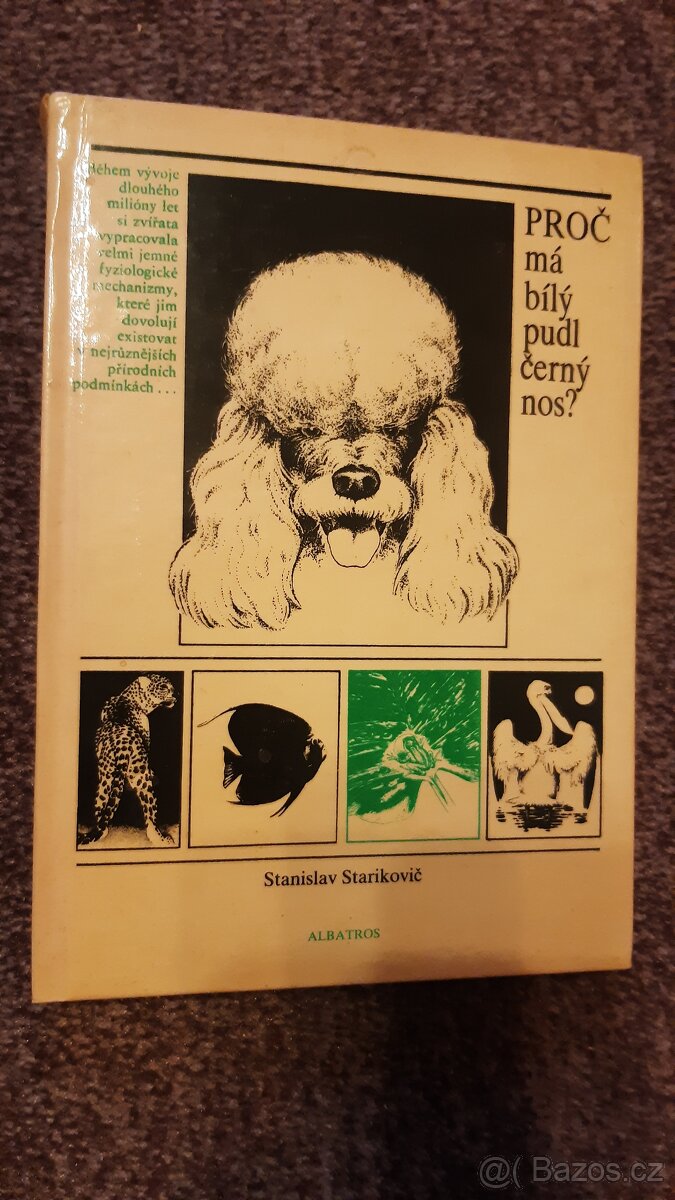 Během vývoje
dlouhého
milióny let
si zvířata
vypracovala
velmi jemné
fyziologické
mechanizmy,
které jim
dovolují
existovat
v nejrůznějších
přírodních
podmínkách ...
PROČ
má
bílý
pudl
černý
nos?
Stanislav Starikovič
ALBATROS
@( Bazos.cz